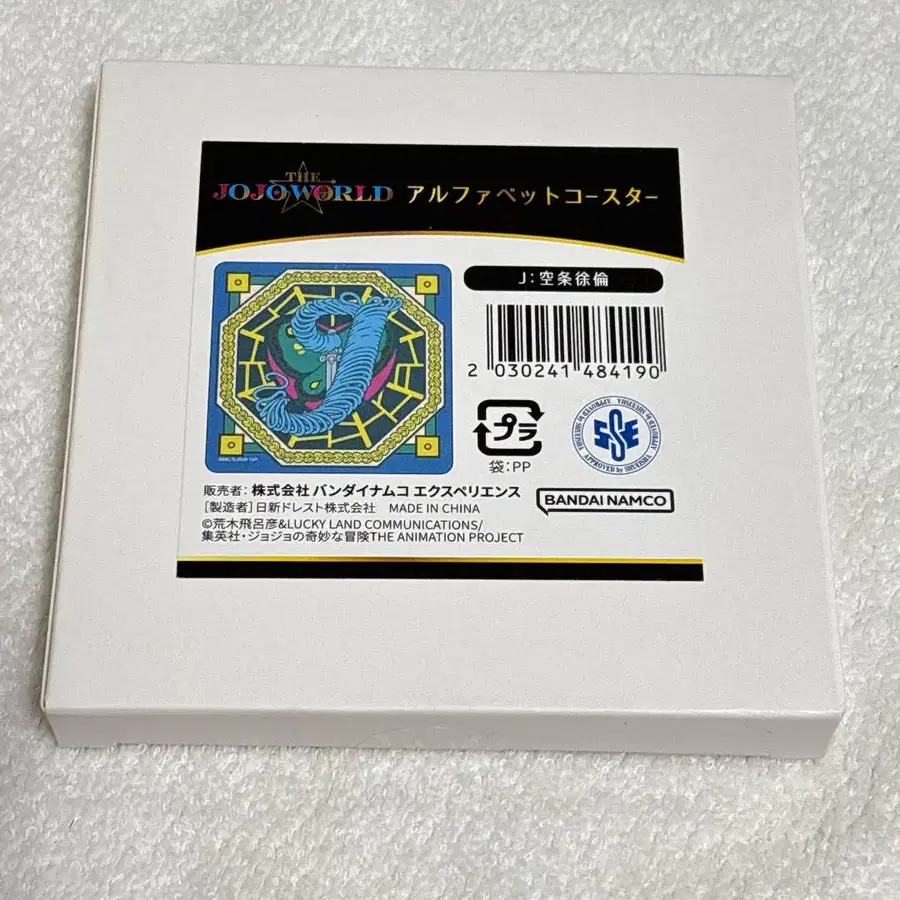 THE
JOJO WORLD アルファベットコースター
J：空条徐倫
2 030241 484190
プラ
袋：PP
APPROVED by SHUEISHA
SSE
販売者：株式会社 バンダイナムコ エクスペリエンス
BANDAI NAMCO
［製造者］日新ドレスト株式会社 MADE IN CHINA
©荒木飛呂彦&LUCKY LAND COMMUNICATIONS/
集英社・ジョジョの奇妙な冒険THE ANIMATION PROJECT